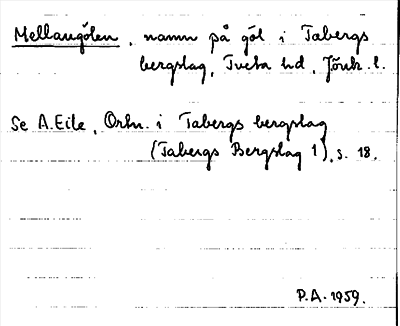 Mellangölen, namn på göl i Tabergs
bergslag, Tveta hd, Jönk. l.
Se A. Eile, Ortn. i Tabergs bergslag
(Tabergs Bergslag 1), s. 18.
P.A. 1959.